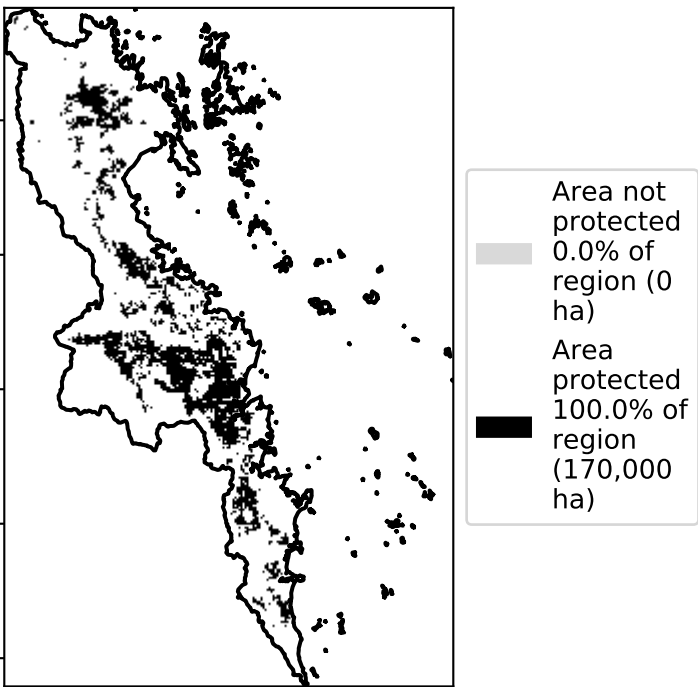 Area not
protected
0.0% of
region (0
ha)
Area
protected
100.0% of
region
(170,000
ha)